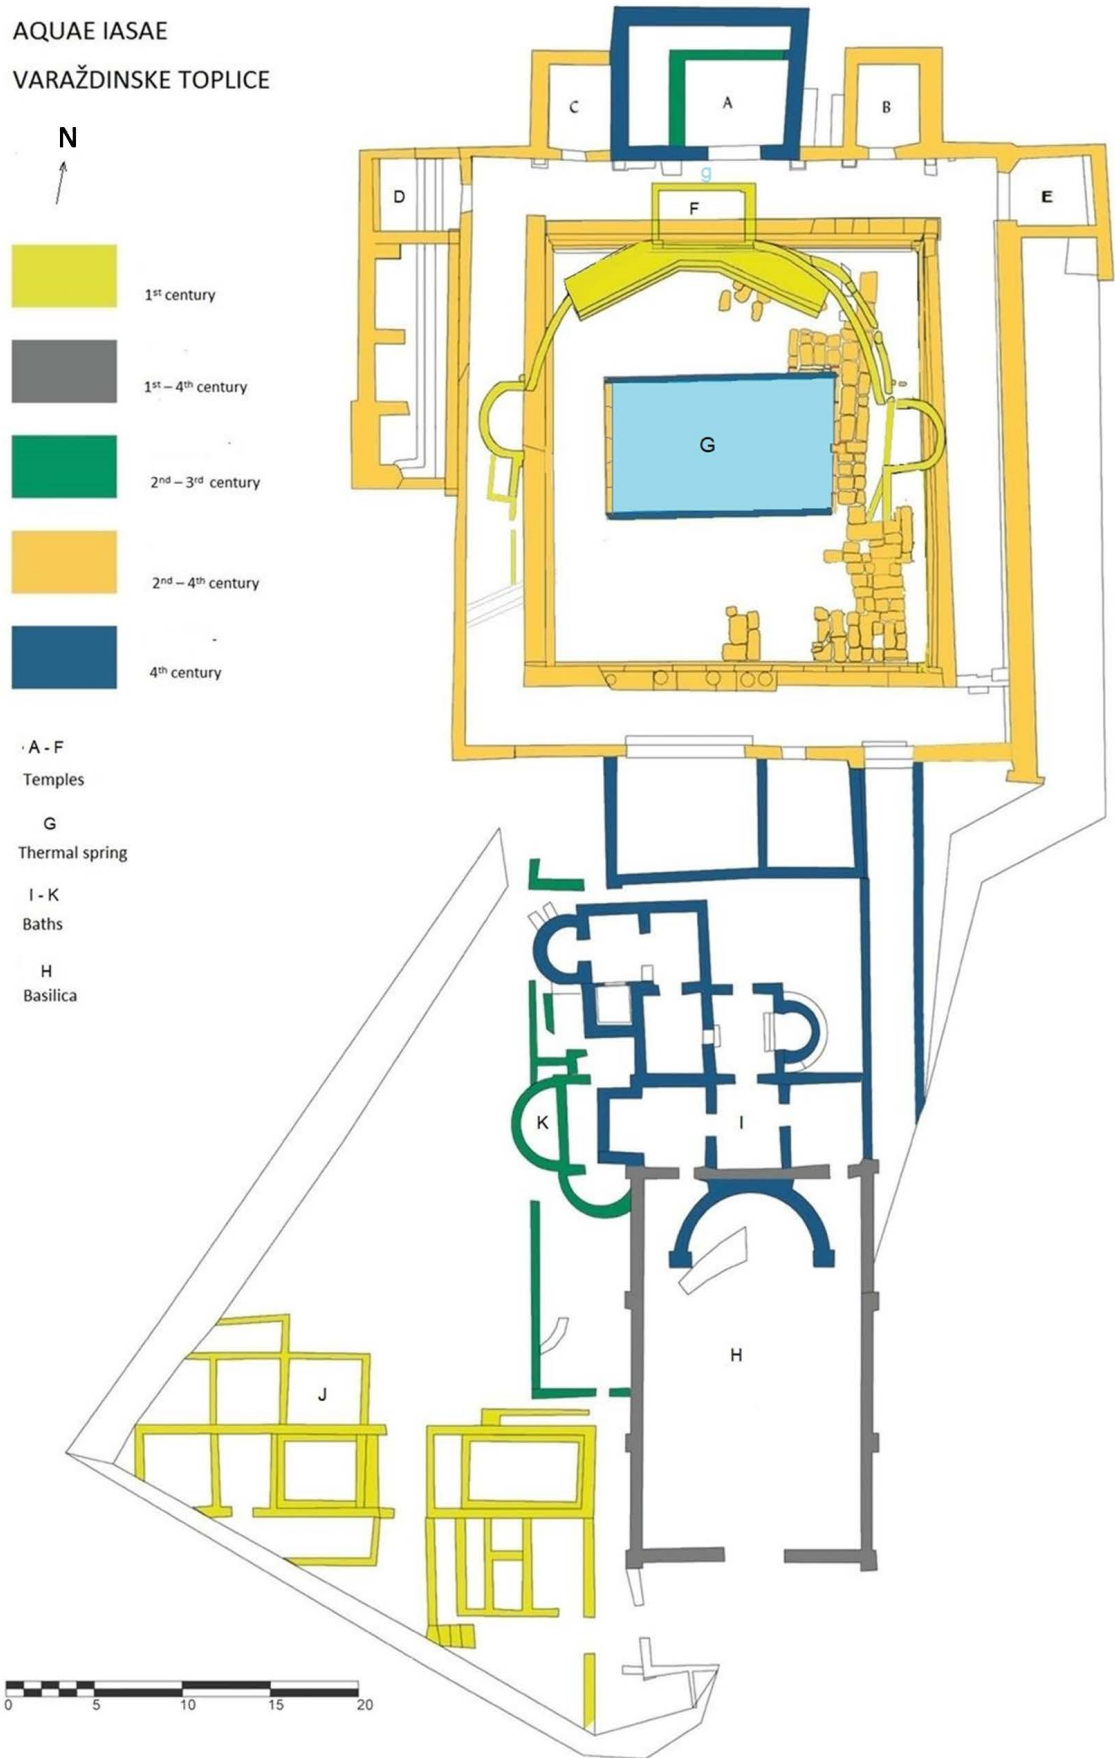 AQUAE IASAE
VARAŽDINSKE TOPLICE
N
1st century
1st – 4th century
2nd – 3rd century
2nd – 4th century
4th century
A - F
Temples
G
Thermal spring
I - K
Baths
H
Basilica
C
A
B
g
D
F
E
G
K
I
H
J
0 5 10 15 20